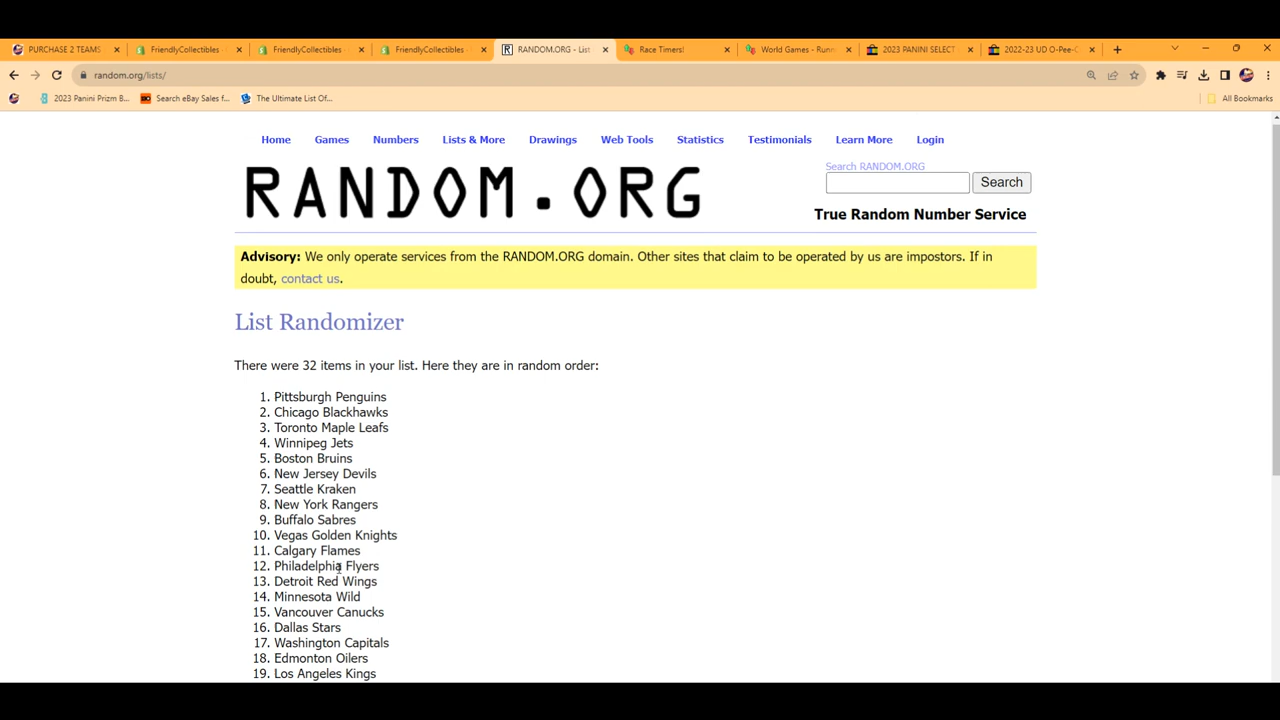 PURCHASE 2 TEAMS
FriendlyCollectibles -
FriendlyCollectibles -
FriendlyCollectibles -
RANDOM.ORG - List
Race Timers!
World Games - Runn
2023 PANINI SELECT
2022-23 UD O-Pee-C
random.org/lists/
2023 Panini Prizm B...
Search eBay Sales f...
The Ultimate List Of...
All Bookmarks
Home Games Numbers Lists & More Drawings Web Tools Statistics Testimonials Learn More Login
RANDOM.ORG
Search RANDOM.ORG
Search
True Random Number Service
Advisory: We only operate services from the RANDOM.ORG domain. Other sites that claim to be operated by us are impostors. If in
doubt, contact us.
List Randomizer
There were 32 items in your list. Here they are in random order:
1. Pittsburgh Penguins
2. Chicago Blackhawks
3. Toronto Maple Leafs
4. Winnipeg Jets
5. Boston Bruins
6. New Jersey Devils
7. Seattle Kraken
8. New York Rangers
9. Buffalo Sabres
10. Vegas Golden Knights
11. Calgary Flames
12. Philadelphia Flyers
13. Detroit Red Wings
14. Minnesota Wild
15. Vancouver Canucks
16. Dallas Stars
17. Washington Capitals
18. Edmonton Oilers
19. Los Angeles Kings